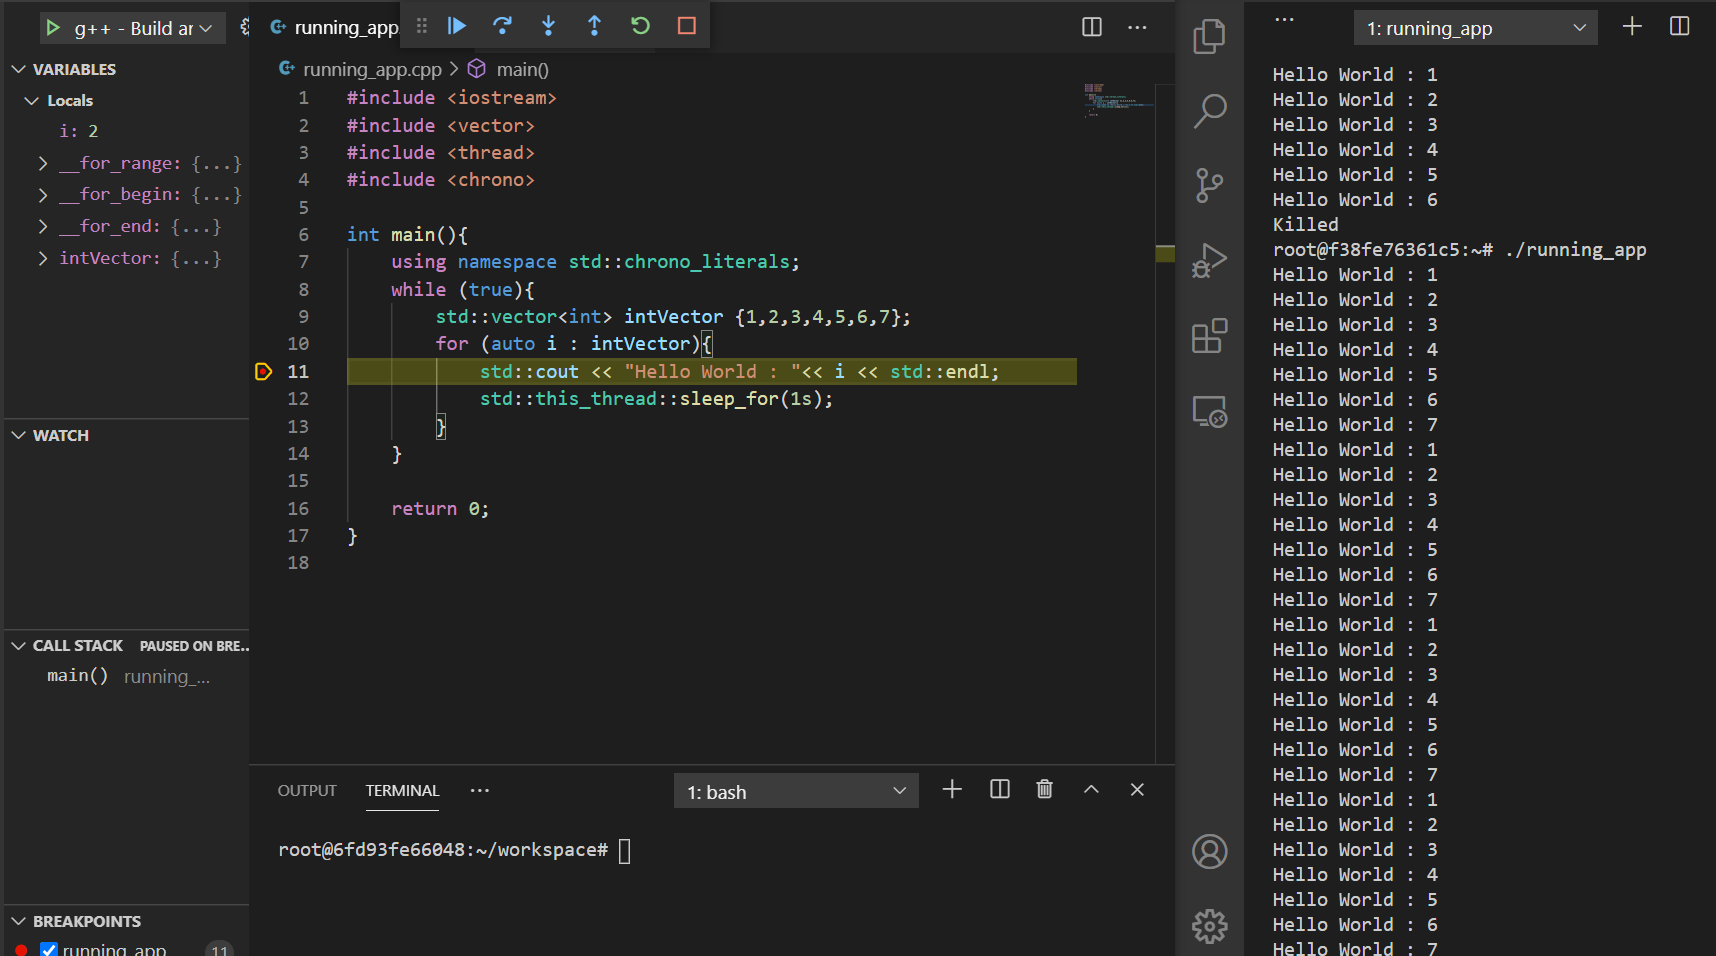 g++ - Build ar
VARIABLES
Locals
i: 2
__for_range: {...}
__for_begin: {...}
__for_end: {...}
intVector: {...}
WATCH
CALL STACK PAUSED ON BRE...
main() running_...
BREAKPOINTS
running_app 11
running_app.
running_app.cpp > main()
1 #include <iostream>
2 #include <vector>
3 #include <thread>
4 #include <chrono>
5
6 int main(){
7 using namespace std::chrono_literals;
8 while (true){
9 std::vector<int> intVector {1,2,3,4,5,6,7};
10 for (auto i : intVector){
11 std::cout << "Hello World : "<< i << std::endl;
12 std::this_thread::sleep_for(1s);
13 }
14 }
15
16 return 0;
17 }
18
OUTPUT TERMINAL ... 1: bash
root@6fd93fe66048:~/workspace#
... 1: running_app
Hello World : 1
Hello World : 2
Hello World : 3
Hello World : 4
Hello World : 5
Hello World : 6
Killed
root@f38fe76361c5:~# ./running_app
Hello World : 1
Hello World : 2
Hello World : 3
Hello World : 4
Hello World : 5
Hello World : 6
Hello World : 7
Hello World : 1
Hello World : 2
Hello World : 3
Hello World : 4
Hello World : 5
Hello World : 6
Hello World : 7
Hello World : 1
Hello World : 2
Hello World : 3
Hello World : 4
Hello World : 5
Hello World : 6
Hello World : 7
Hello World : 1
Hello World : 2
Hello World : 3
Hello World : 4
Hello World : 5
Hello World : 6
Hello World : 7